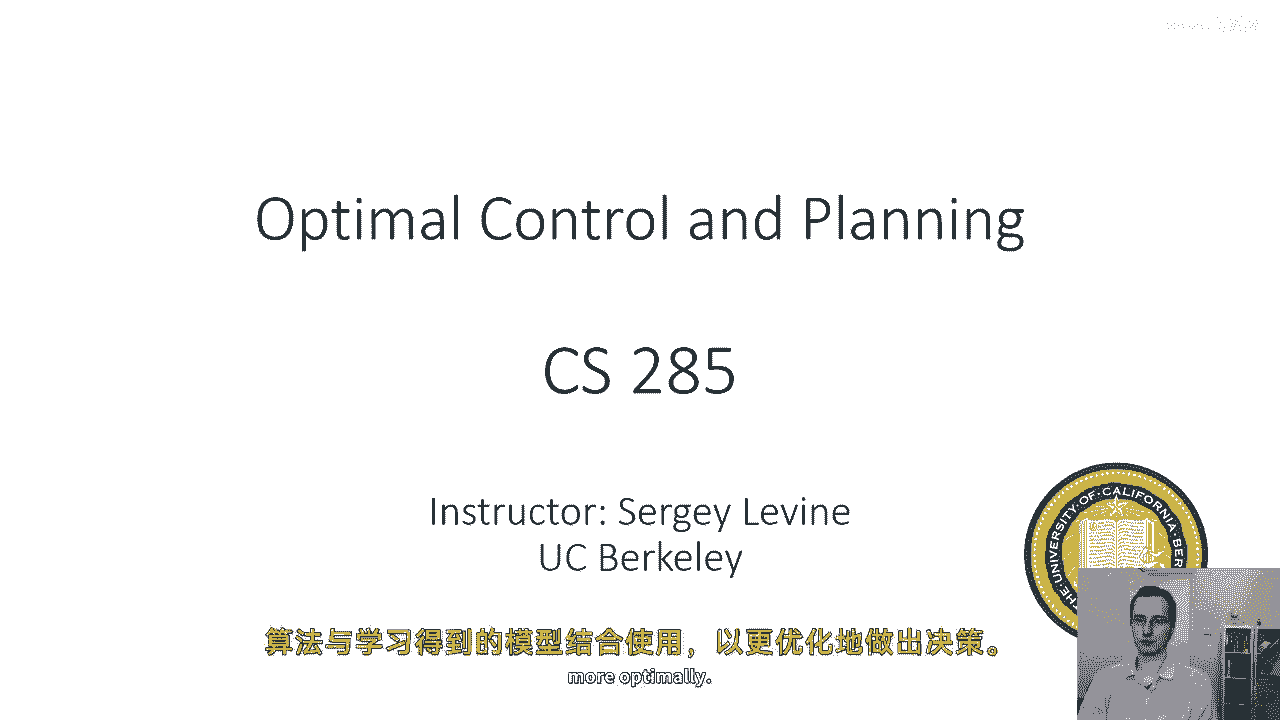 Optimal Control and Planning
CS 285
Instructor: Sergey Levine
UC Berkeley
THE UNIVERSITY OF CALIFORNIA BER
算法与学习得到的模型结合使用，以更优化地做出决策。
more optimally.